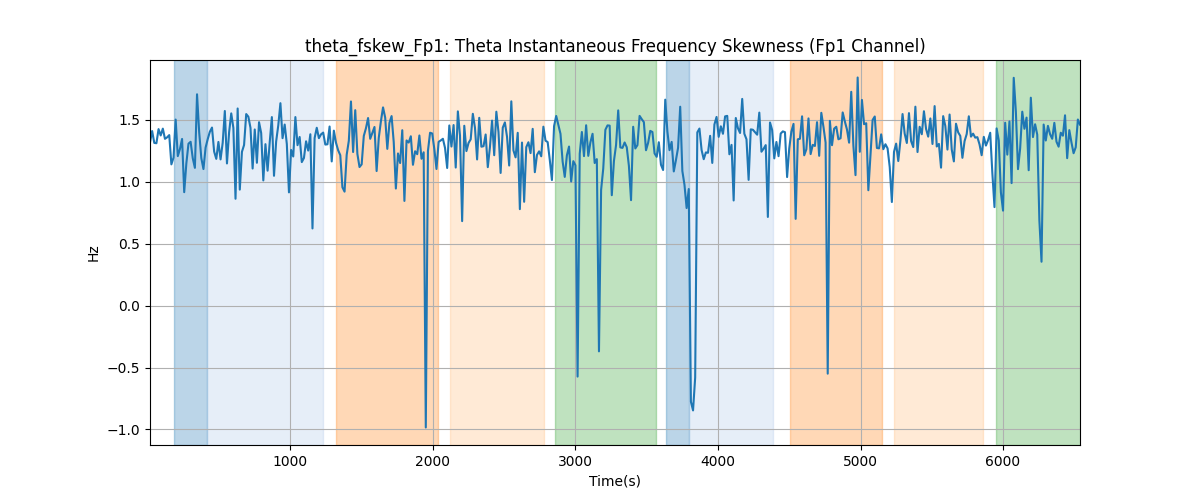 theta_fskew_Fp1: Theta Instantaneous Frequency Skewness (Fp1 Channel)
1.5
1.0
0.5
0.0
−0.5
−1.0
Hz
1000 2000 3000 4000 5000 6000
Time(s)